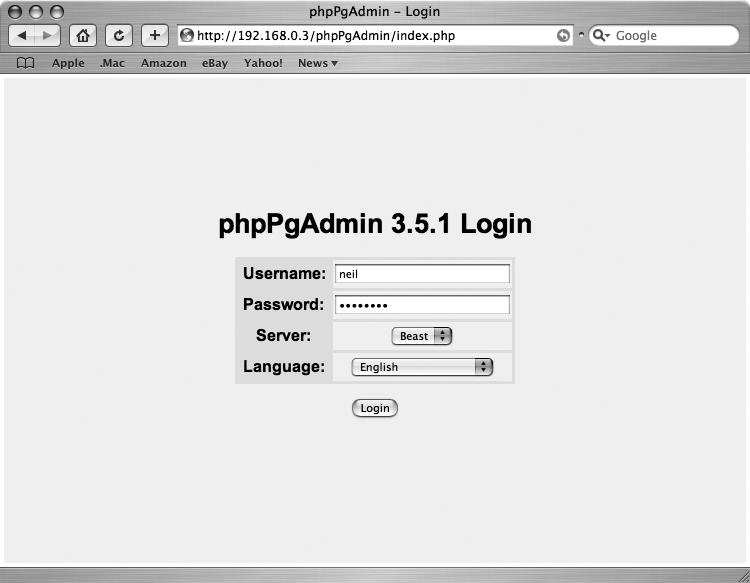 phpPgAdmin – Login
http://192.168.0.3/phpPgAdmin/index.php
Google
Apple .Mac Amazon eBay Yahoo! News
phpPgAdmin 3.5.1 Login
Username: neil
Password: ••••••••
Server: Beast
Language: English
Login